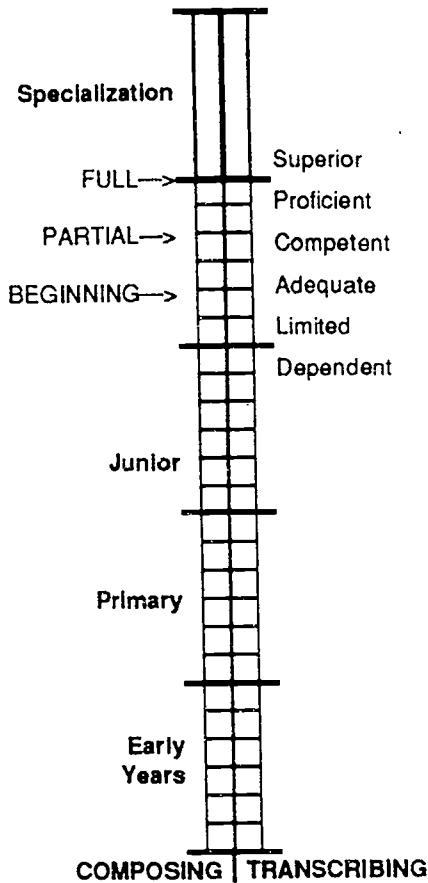 Specialization
Superior
FULL—>
Proficient
PARTIAL—>
Competent
BEGINNING—>
Adequate
Limited
Dependent
Junior
Primary
Early
Years
COMPOSING TRANSCRIBING